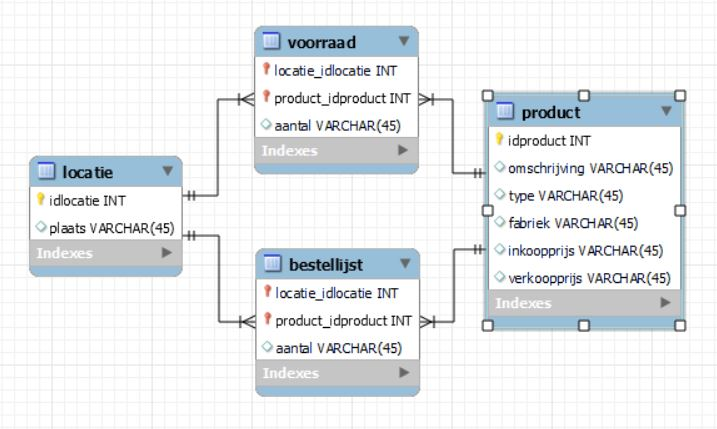 voorraad
locatie_idlocatie INT
product_idproduct INT
aantal VARCHAR(45)
Indexes
product
idproduct INT
omschrijving VARCHAR(45)
type VARCHAR(45)
fabriek VARCHAR(45)
inkoopprijs VARCHAR(45)
verkoopprijs VARCHAR(45)
Indexes
locatie
idlocatie INT
plaats VARCHAR(45)
Indexes
bestellijst
locatie_idlocatie INT
product_idproduct INT
aantal VARCHAR(45)
Indexes